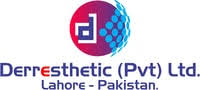 d
Derresthetic (Pvt) Ltd.
Lahore - Pakistan.